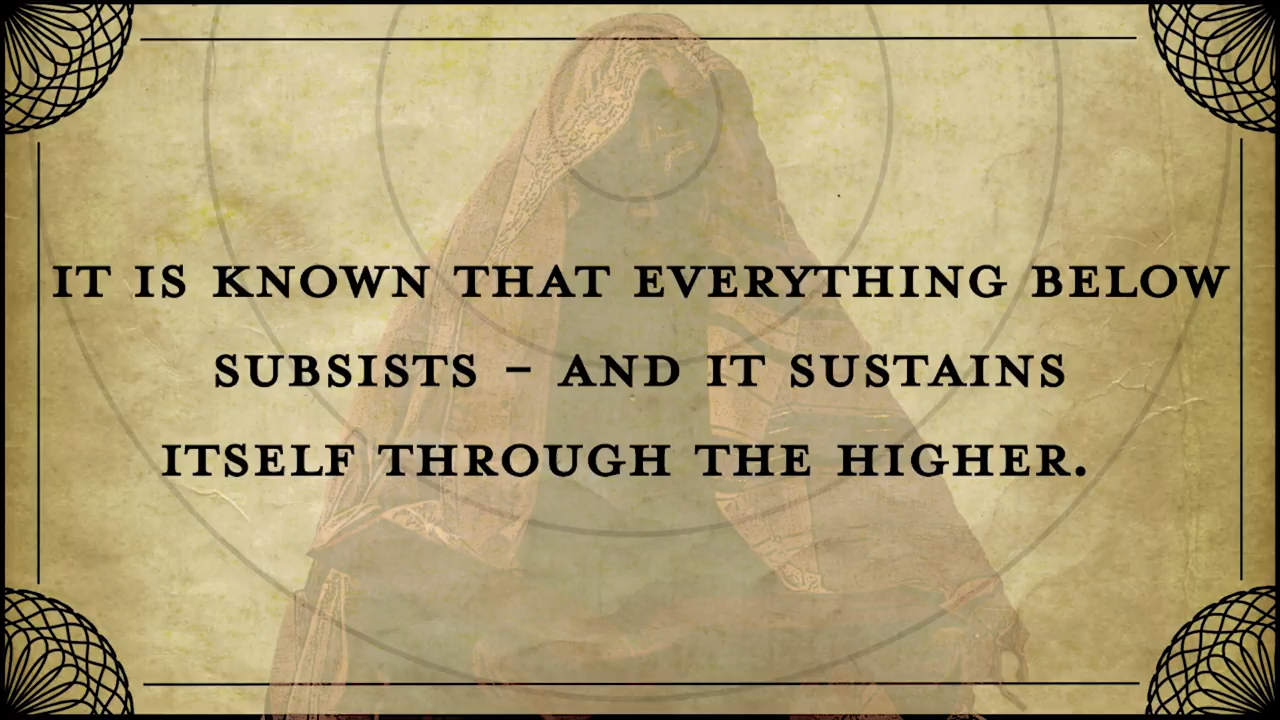 IT IS KNOWN THAT EVERYTHING BELOW
SUBSISTS – AND IT SUSTAINS
ITSELF THROUGH THE HIGHER.